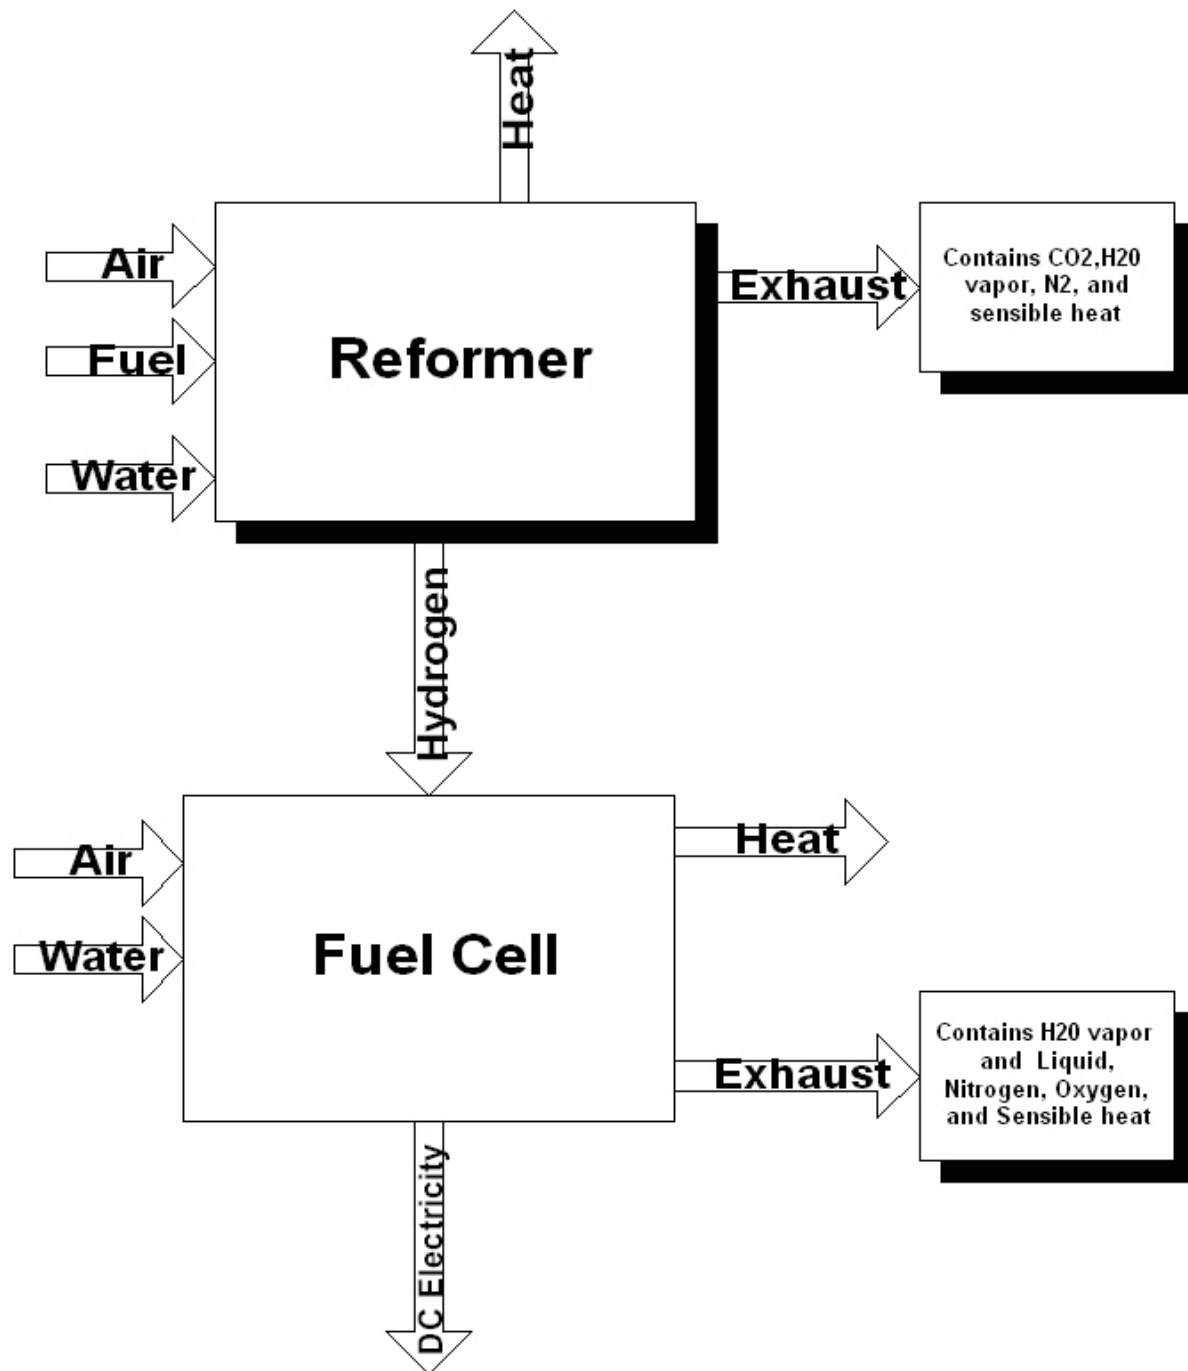 Heat
Air
Fuel
Water
Reformer
Exhaust
Contains CO2,H20
vapor, N2, and
sensible heat
Hydrogen
Air
Water
Fuel Cell
Heat
Exhaust
Contains H20 vapor
and Liquid,
Nitrogen, Oxygen,
and Sensible heat
DC Electricity